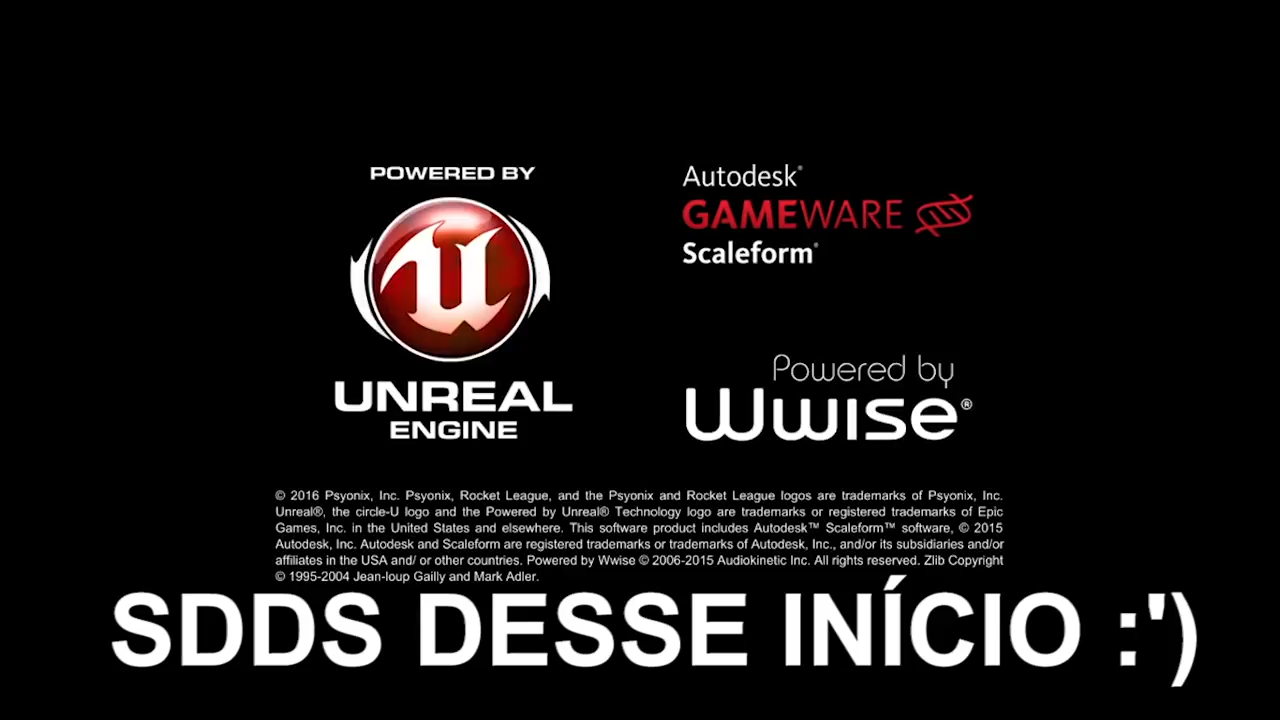 POWERED BY
UNREAL
ENGINE
Autodesk®
GAMEWARE
Scaleform®
Powered by
Wwise®
© 2016 Psyonix, Inc. Psyonix, Rocket League, and the Psyonix and Rocket League logos are trademarks of Psyonix, Inc.
Unreal®, the circle-U logo and the Powered by Unreal® Technology logo are trademarks or registered trademarks of Epic
Games, Inc. in the United States and elsewhere. This software product includes Autodesk™ Scaleform™ software, © 2015
Autodesk, Inc. Autodesk and Scaleform are registered trademarks or trademarks of Autodesk, Inc., and/or its subsidiaries and/or
affiliates in the USA and/ or other countries. Powered by Wwise © 2006-2015 Audiokinetic Inc. All rights reserved. Zlib Copyright
© 1995-2004 Jean-loup Gailly and Mark Adler.
SDDS DESSE INÍCIO :')